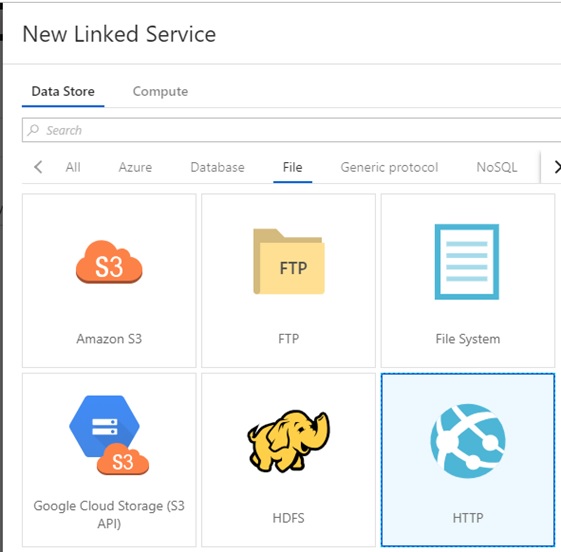 New Linked Service
Data Store Compute
Search
All Azure Database File Generic protocol NoSQL
S3
FTP
Amazon S3 FTP File System
S3
Google Cloud Storage (S3
API)
HDFS HTTP